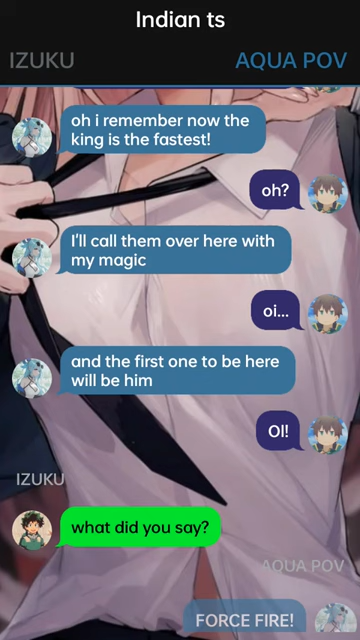 Indian ts
IZUKU
AQUA POV
oh i remember now the
king is the fastest!
oh?
I'll call them over here with
my magic
oi...
and the first one to be here
will be him
OI!
IZUKU
what did you say?
AQUA POV
FORCE FIRE!